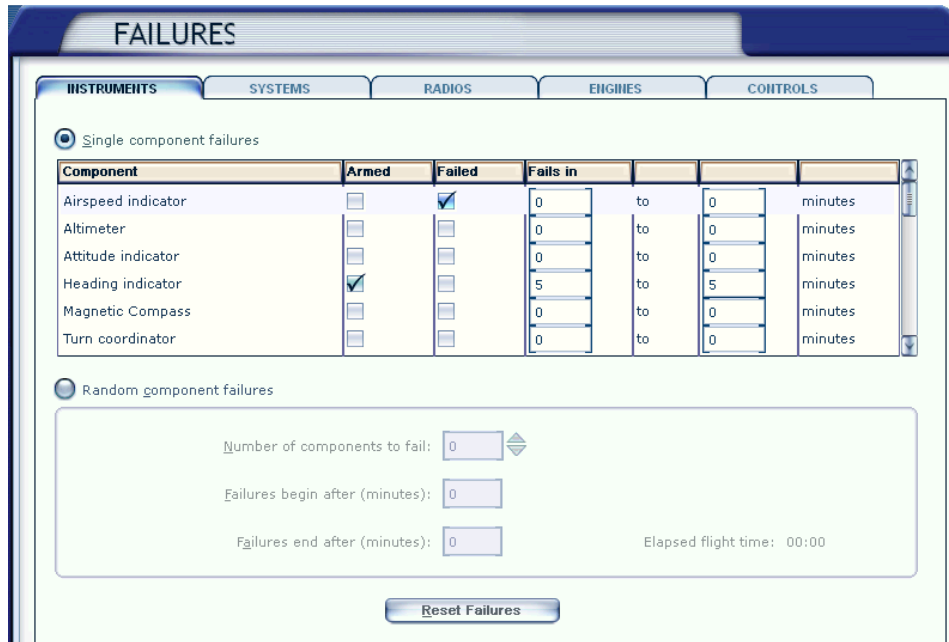 FAILURES
INSTRUMENTS SYSTEMS RADIOS ENGINES CONTROLS
Single component failures
Component Armed Failed Fails in
Airspeed indicator 0 to 0 minutes
Altimeter 0 to 0 minutes
Attitude indicator 0 to 0 minutes
Heading indicator 5 to 5 minutes
Magnetic Compass 0 to 0 minutes
Turn coordinator 0 to 0 minutes
Random component failures
Number of components to fail: 0
Failures begin after (minutes): 0
Failures end after (minutes): 0 Elapsed flight time: 00:00
Reset Failures